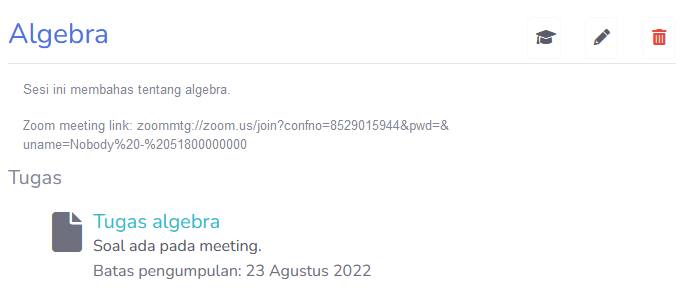 Algebra
Sesi ini membahas tentang algebra.
Zoom meeting link: zoommtg://zoom.us/join?confno=8529015944&pwd=&
uname=Nobody%20-%2051800000000
Tugas
Tugas algebra
Soal ada pada meeting.
Batas pengumpulan: 23 Agustus 2022